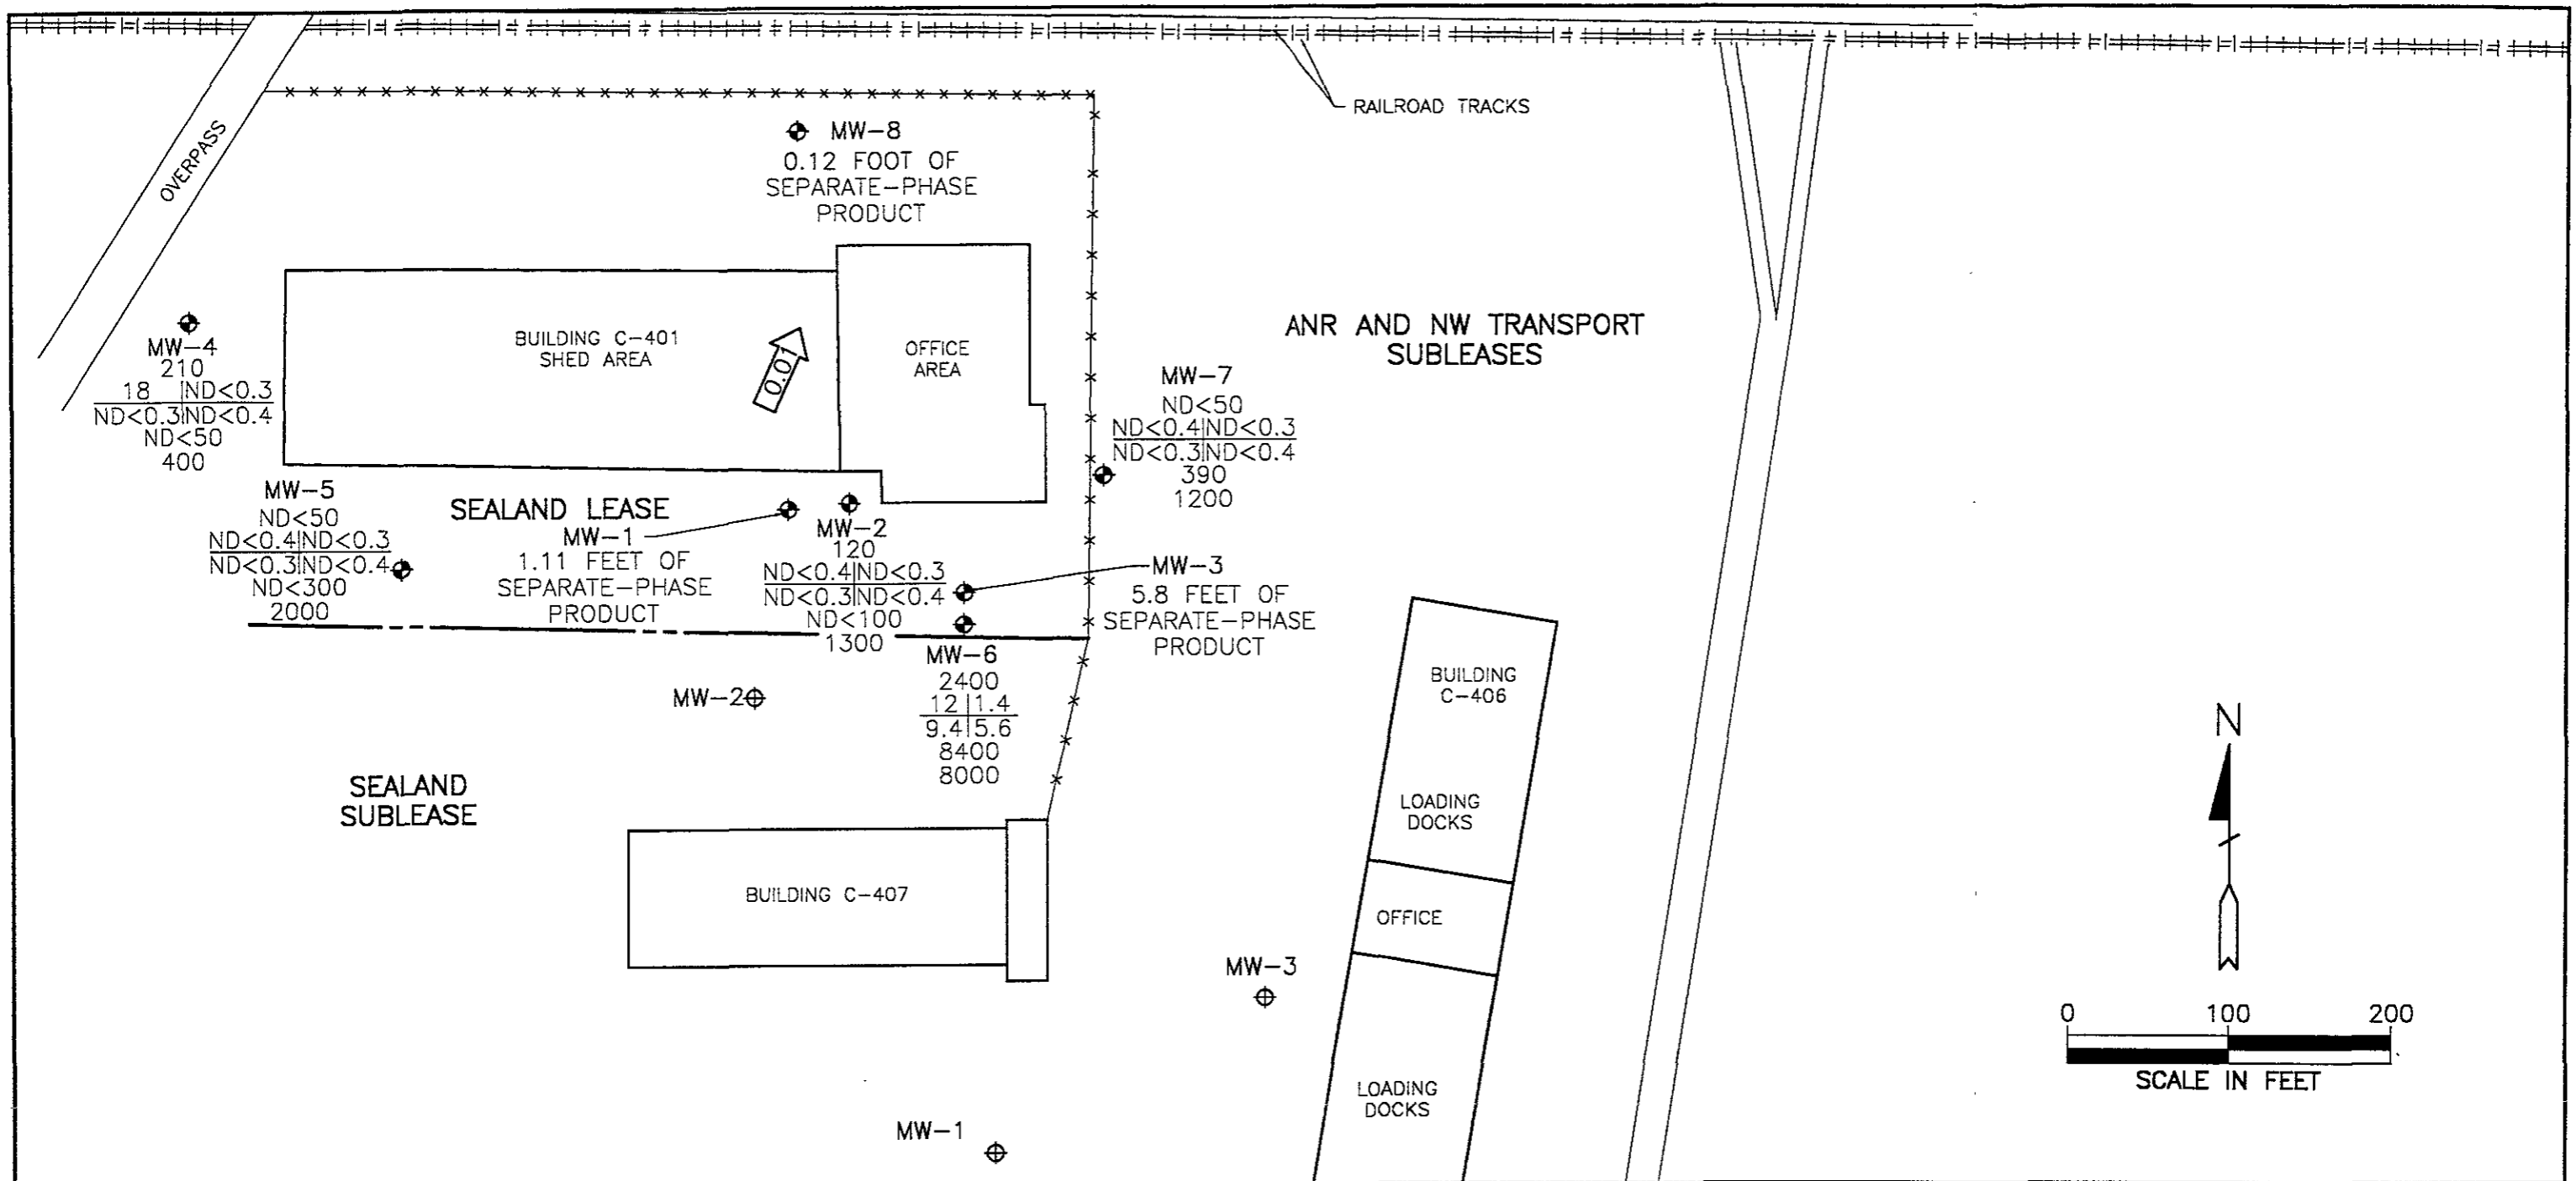 RAILROAD TRACKS
OVERPASS
MW-8
0.12 FOOT OF
SEPARATE-PHASE
PRODUCT
BUILDING C-401
SHED AREA
0.01
OFFICE
AREA
ANR AND NW TRANSPORT
SUBLEASES
MW-4
210
18 | ND<0.3
ND<0.3 | ND<0.4
ND<50
400
MW-7
ND<50
ND<0.4 | ND<0.3
ND<0.3 | ND<0.4
390
1200
MW-5
ND<50
ND<0.4 | ND<0.3
ND<0.3 | ND<0.4
ND<300
2000
SEALAND LEASE
MW-1
1.11 FEET OF
SEPARATE-PHASE
PRODUCT
MW-2
120
ND<0.4 | ND<0.3
ND<0.3 | ND<0.4
ND<100
1300
MW-3
5.8 FEET OF
SEPARATE-PHASE
PRODUCT
MW-6
2400
12 | 1.4
9.4 | 5.6
8400
8000
MW-2
BUILDING
C-406
LOADING
DOCKS
SEALAND
SUBLEASE
BUILDING C-407
OFFICE
MW-3
LOADING
DOCKS
MW-1
N
0 100 200
SCALE IN FEET